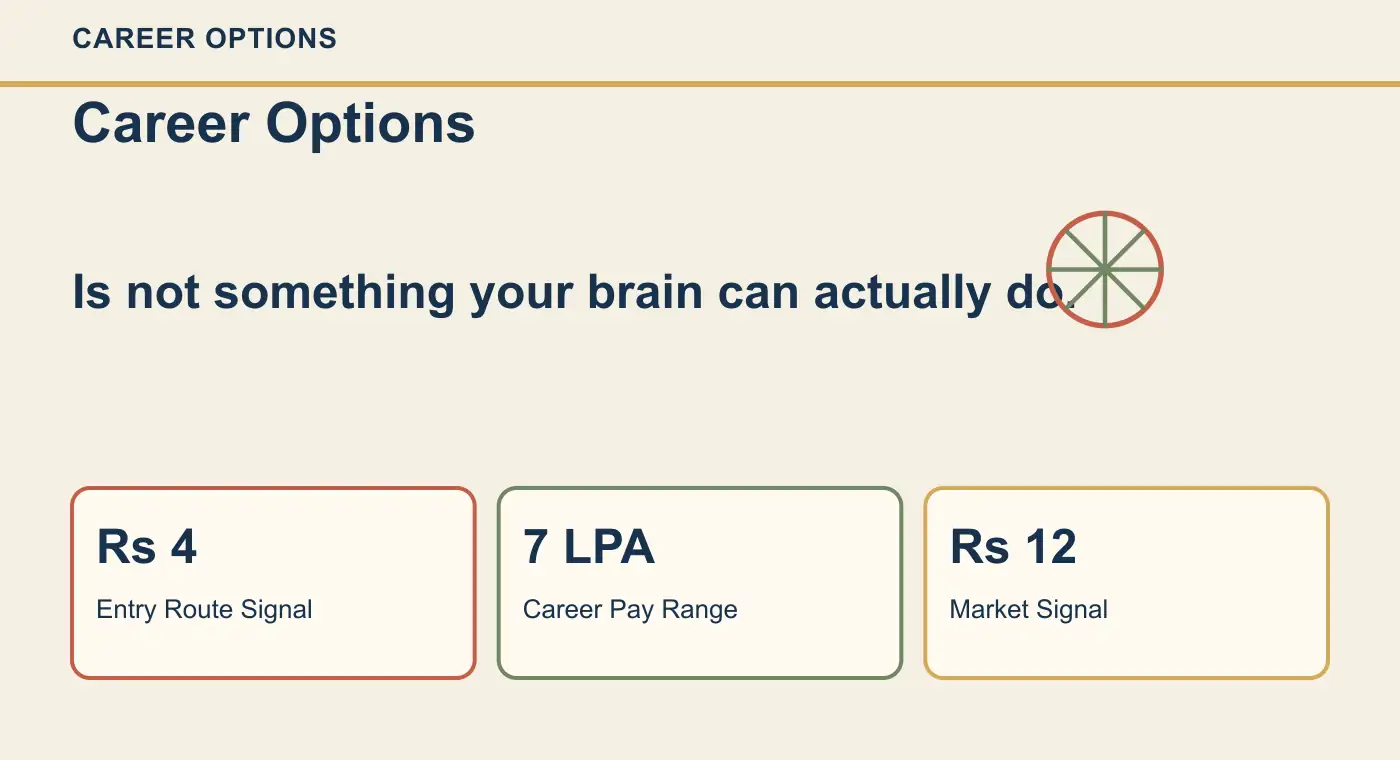 CAREER OPTIONS
Career Options
Is not something your brain can actually do.
Rs 4
Entry Route Signal
7 LPA
Career Pay Range
Rs 12
Market Signal